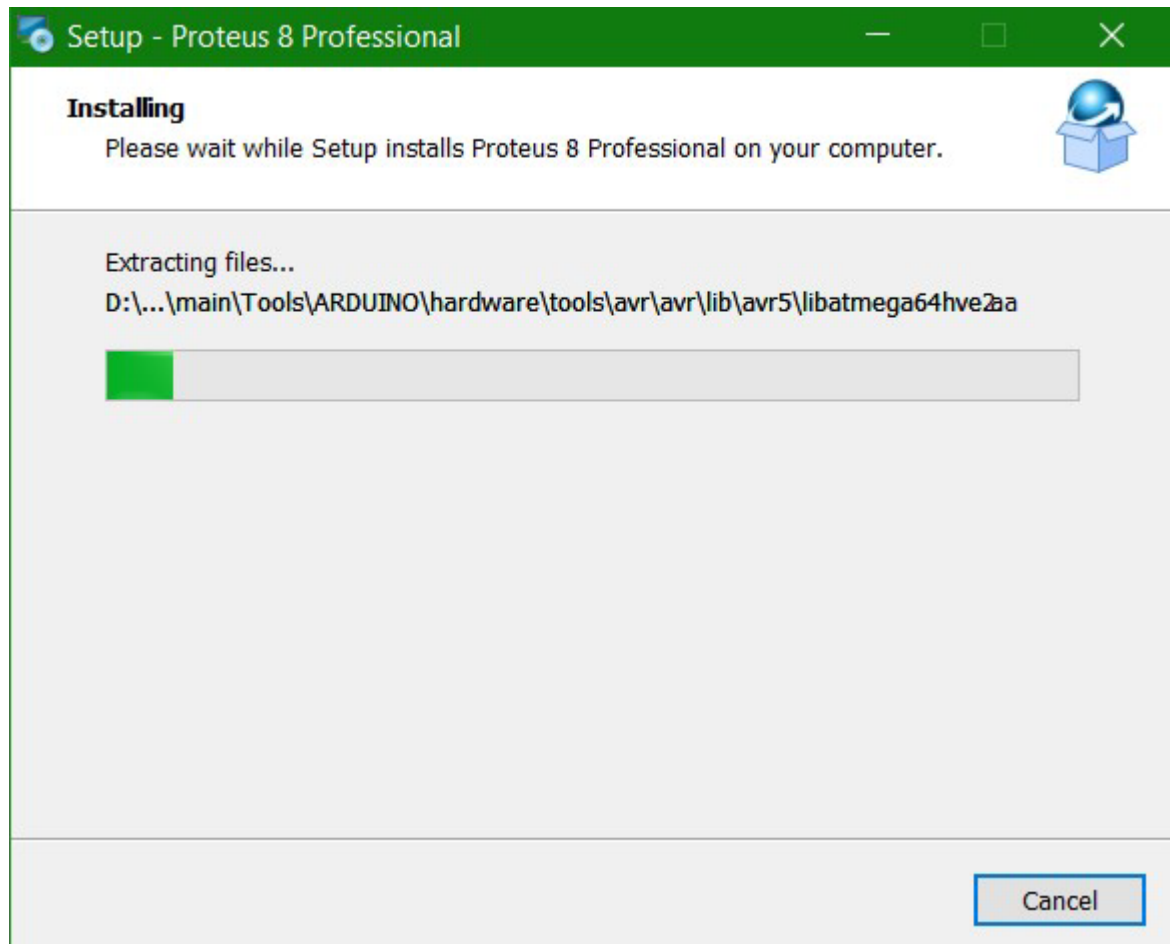 Setup - Proteus 8 Professional
Installing
Please wait while Setup installs Proteus 8 Professional on your computer.
Extracting files...
D:\...\main\Tools\ARDUINO\hardware\tools\avr\avr\lib\avr5\libatmega64hve2aa
Cancel